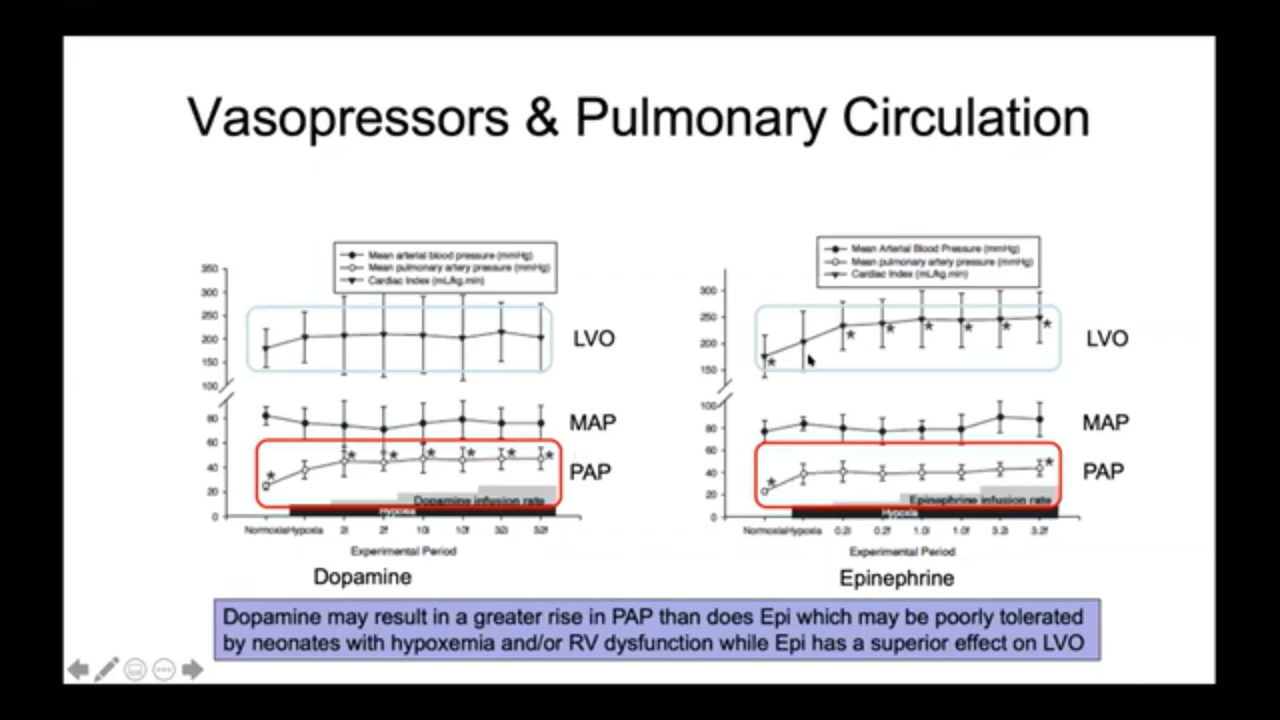 Vasopressors & Pulmonary Circulation
Mean arterial blood pressure (mmHg)
Mean pulmonary artery pressure (mmHg)
Cardiac Index (mL/kg.min)
350
300
250
200
150
100
80
60
40
20
0
LVO
MAP
PAP
Dopamine infusion rate
Hypoxia
Normoxia Hypoxia
Experimental Period
Dopamine
Mean Arterial Blood Pressure (mmHg)
Mean pulmonary artery pressure (mmHg)
Cardiac Index (mL/kg.min)
300
250
200
150
100
80
60
40
20
0
LVO
MAP
PAP
Epinephrine infusion rate
Hypoxia
Normoxia Hypoxia
Experimental Period
Epinephrine
Dopamine may result in a greater rise in PAP than does Epi which may be poorly tolerated
by neonates with hypoxemia and/or RV dysfunction while Epi has a superior effect on LVO